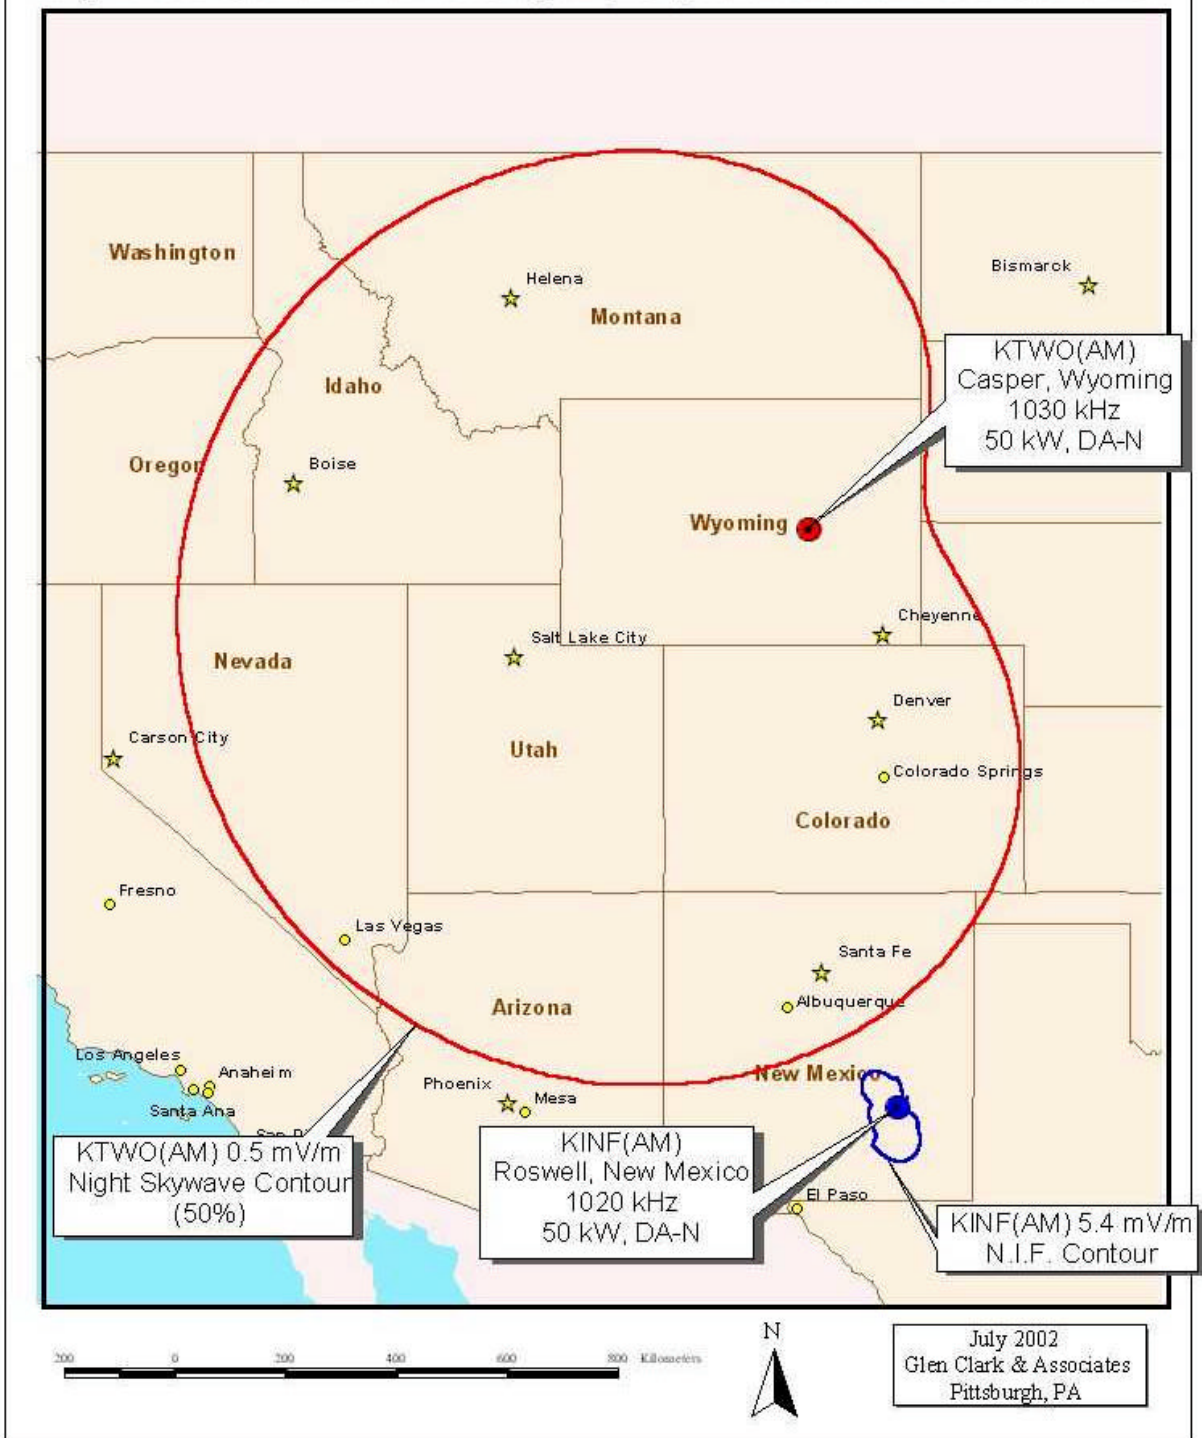 Washington
Helena
Bismarck
Montana
KTWO(AM)
Casper, Wyoming
1030 kHz
50 kW, DA-N
Idaho
Oregon
Boise
Wyoming
Cheyenne
Salt Lake City
Nevada
Denver
Carson City
Utah
Colorado Springs
Colorado
Fresno
Las Vegas
Santa Fe
Arizona
Albuquerque
Los Angeles
Anaheim
New Mexico
Phoenix
Mesa
Santa Ana
KTWO(AM) 0.5 mV/m
Night Skywave Contour
(50%)
KINF(AM)
Roswell, New Mexico
1020 kHz
50 kW, DA-N
El Paso
KINF(AM) 5.4 mV/m
N.I.F. Contour
200 0 200 400 600 800 Kilometers
N
July 2002
Glen Clark & Associates
Pittsburgh, PA